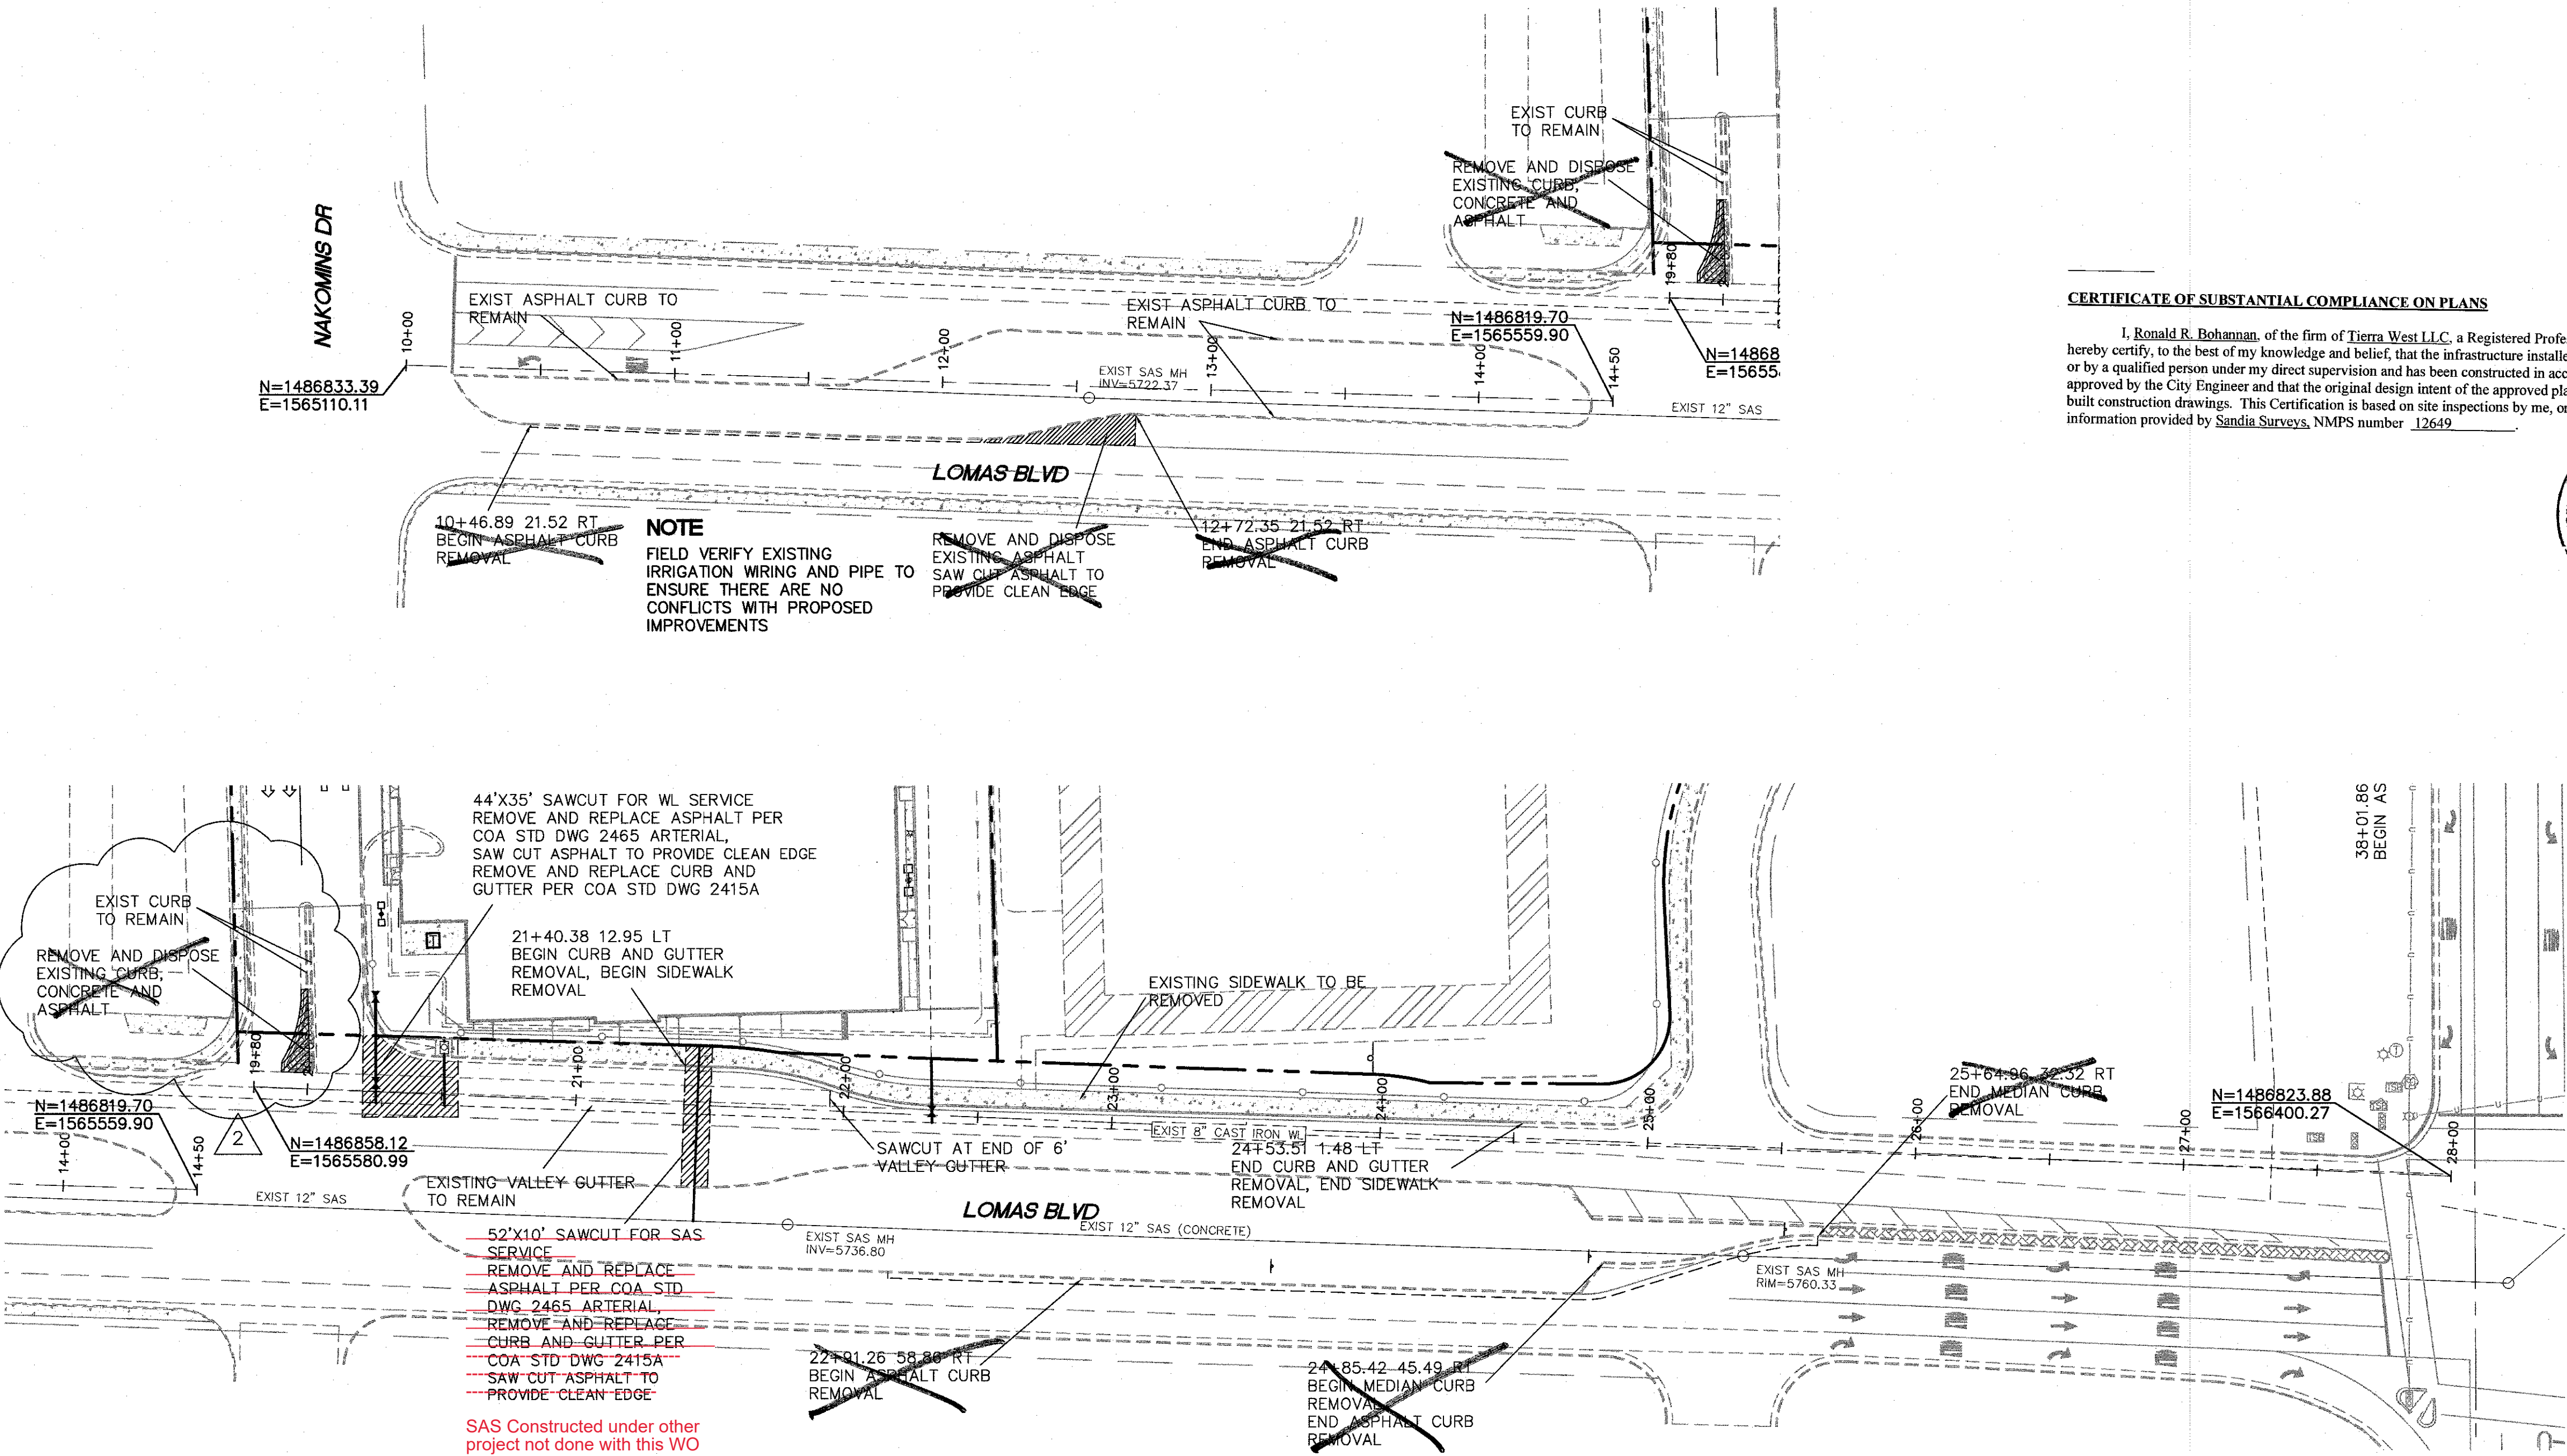 EXIST CURB
TO REMAIN
REMOVE AND DISPOSE
EXISTING CURB,
CONCRETE AND
ASPHALT
NAKOMINS DR
10+00
11+00
12+00
13+00
14+00
14+50
19+80
EXIST ASPHALT CURB TO
REMAIN
EXIST ASPHALT CURB TO
REMAIN
N=1486833.39
E=1565110.11
EXIST SAS MH
INV=5722.37
N=1486819.70
E=1565559.90
N=14868
E=15655
EXIST 12" SAS
LOMAS BLVD
10+46.89 21.52 RT
BEGIN ASPHALT CURB
REMOVAL
NOTE
FIELD VERIFY EXISTING
IRRIGATION WIRING AND PIPE TO
ENSURE THERE ARE NO
CONFLICTS WITH PROPOSED
IMPROVEMENTS
REMOVE AND DISPOSE
EXISTING ASPHALT
SAW CUT ASPHALT TO
PROVIDE CLEAN EDGE
12+72.35 21.52 RT
END ASPHALT CURB
REMOVAL
CERTIFICATE OF SUBSTANTIAL COMPLIANCE ON PLANS
I, Ronald R. Bohannan, of the firm of Tierra West LLC, a Registered Profe
hereby certify, to the best of my knowledge and belief, that the infrastructure installe
or by a qualified person under my direct supervision and has been constructed in acc
approved by the City Engineer and that the original design intent of the approved pla
built construction drawings. This Certification is based on site inspections by me, or
information provided by Sandia Surveys, NMPS number 12649.
44'X35' SAWCUT FOR WL SERVICE
REMOVE AND REPLACE ASPHALT PER
COA STD DWG 2465 ARTERIAL,
SAW CUT ASPHALT TO PROVIDE CLEAN EDGE
REMOVE AND REPLACE CURB AND
GUTTER PER COA STD DWG 2415A
EXIST CURB
TO REMAIN
REMOVE AND DISPOSE
EXISTING CURB,
CONCRETE AND
ASPHALT
21+40.38 12.95 LT
BEGIN CURB AND GUTTER
REMOVAL, BEGIN SIDEWALK
REMOVAL
EXISTING SIDEWALK TO BE
REMOVED
38+01.86
BEGIN AS
14+00
14+50
19+80
21+00
22+00
23+00
24+00
25+00
26+00
27+00
28+00
N=1486819.70
E=1565559.90
2
N=1486858.12
E=1565580.99
EXIST 12" SAS
EXISTING VALLEY GUTTER
TO REMAIN
SAWCUT AT END OF 6'
VALLEY GUTTER
EXIST 8" CAST IRON WL
24+53.51 1.48 LT
END CURB AND GUTTER
REMOVAL, END SIDEWALK
REMOVAL
25+64.96 32.32 RT
END MEDIAN CURB
REMOVAL
N=1486823.88
E=1566400.27
TSB
TSB
LOMAS BLVD
EXIST 12" SAS (CONCRETE)
EXIST SAS MH
INV=5736.80
EXIST SAS MH
RIM=5760.33
52'X10' SAWCUT FOR SAS
SERVICE
REMOVE AND REPLACE
ASPHALT PER COA STD
DWG 2465 ARTERIAL,
REMOVE AND REPLACE
CURB AND GUTTER PER
COA STD DWG 2415A
SAW CUT ASPHALT TO
PROVIDE CLEAN EDGE
SAS Constructed under other
project not done with this WO
22+91.26 58.86 RT
BEGIN ASPHALT CURB
REMOVAL
24+85.42 45.49 RT
BEGIN MEDIAN CURB
REMOVAL
END ASPHALT CURB
REMOVAL